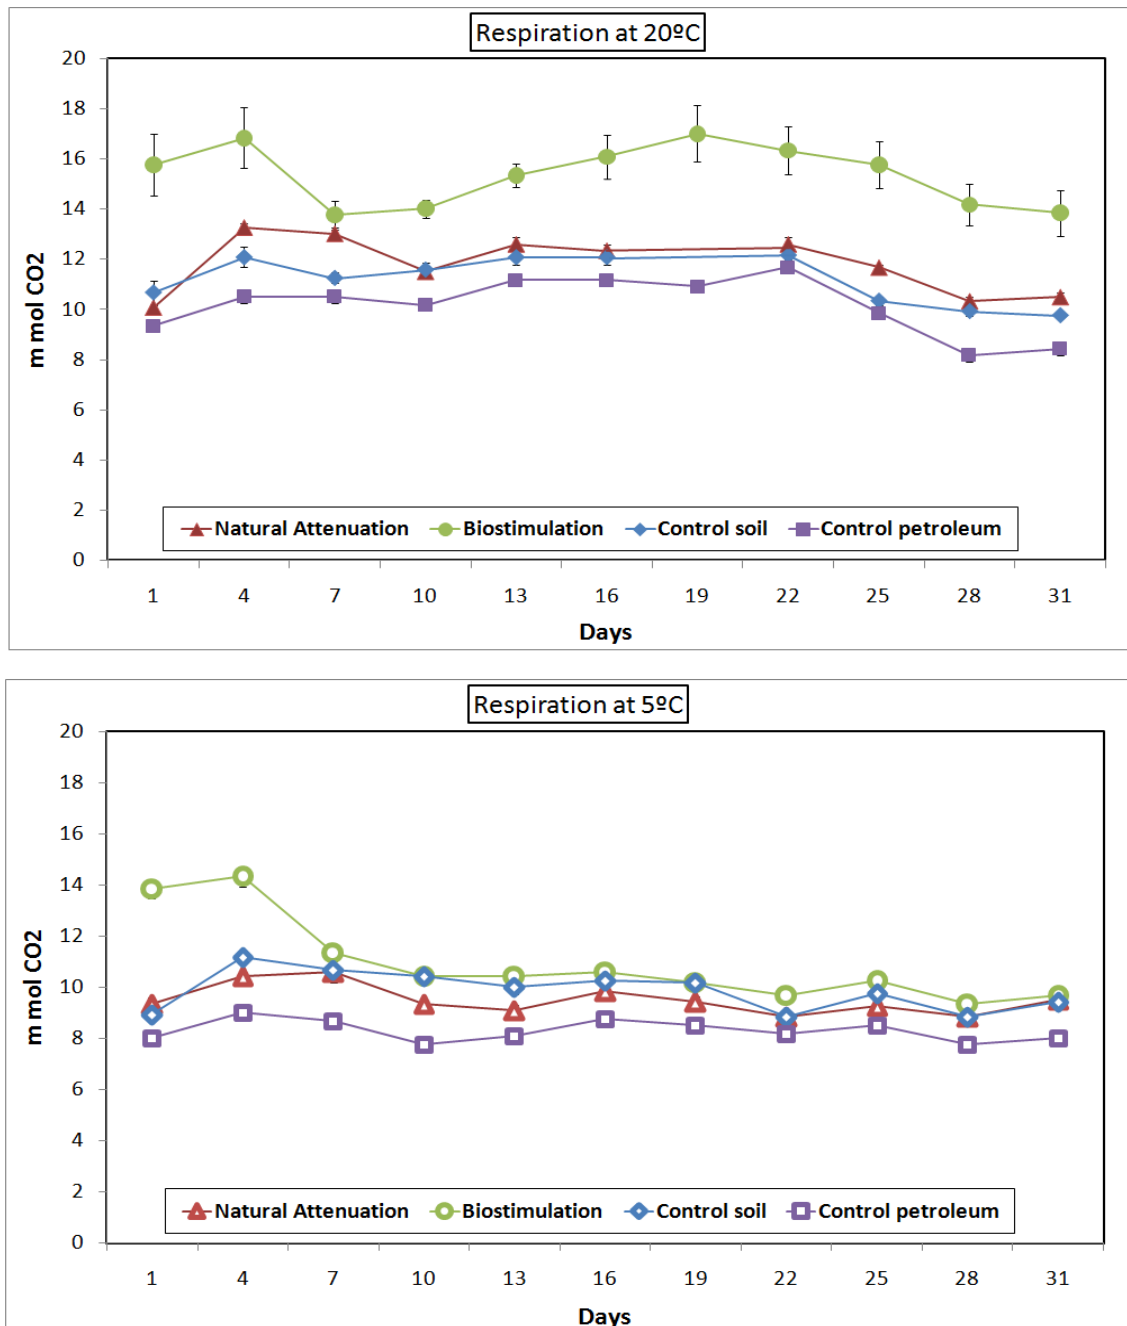 Respiration at 20ºC
20
18
16
14
12
10
8
6
4
2
0
m mol CO2
Natural Attenuation Biostimulation Control soil Control petroleum
1 4 7 10 13 16 19 22 25 28 31
Days
Respiration at 5ºC
20
18
16
14
12
10
8
6
4
2
0
m mol CO2
Natural Attenuation Biostimulation Control soil Control petroleum
1 4 7 10 13 16 19 22 25 28 31
Days